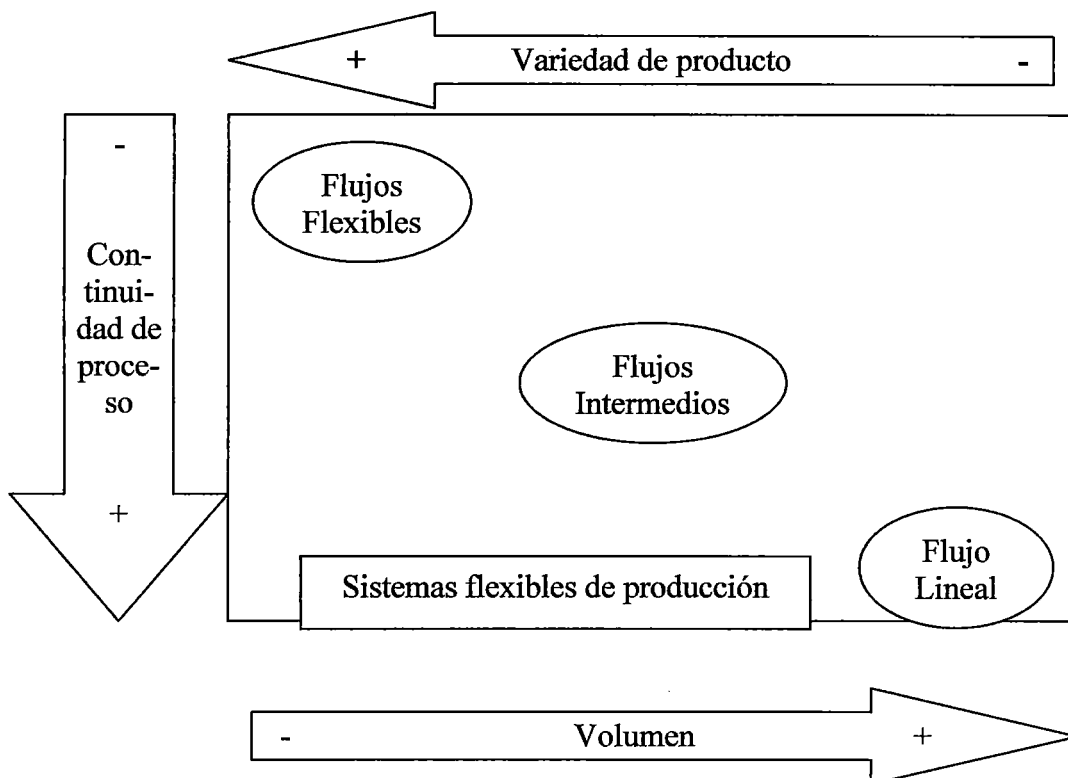 + Variedad de producto -
-
Con-
tinui-
dad de
proce-
so
+
Flujos
Flexibles
Flujos
Intermedios
Flujo
Lineal
Sistemas flexibles de producción
- Volumen +